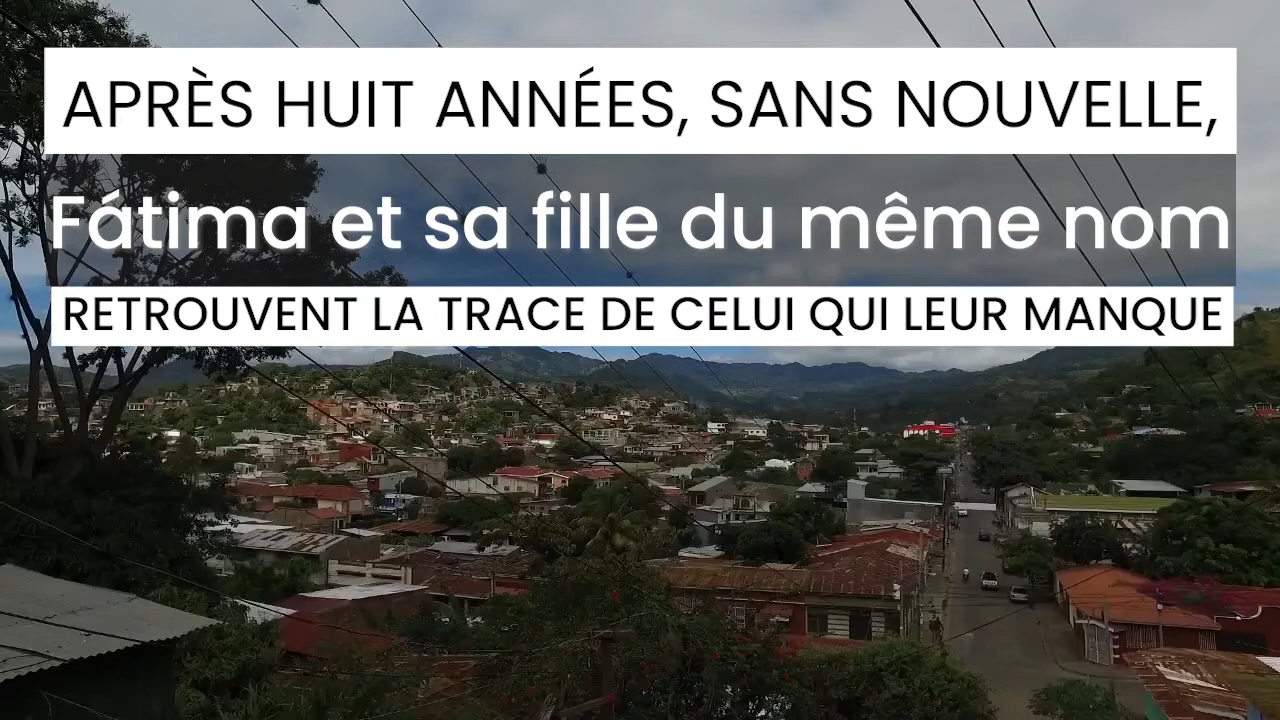 APRÈS HUIT ANNÉES, SANS NOUVELLE,
Fátima et sa fille du même nom
RETROUVENT LA TRACE DE CELUI QUI LEUR MANQUE